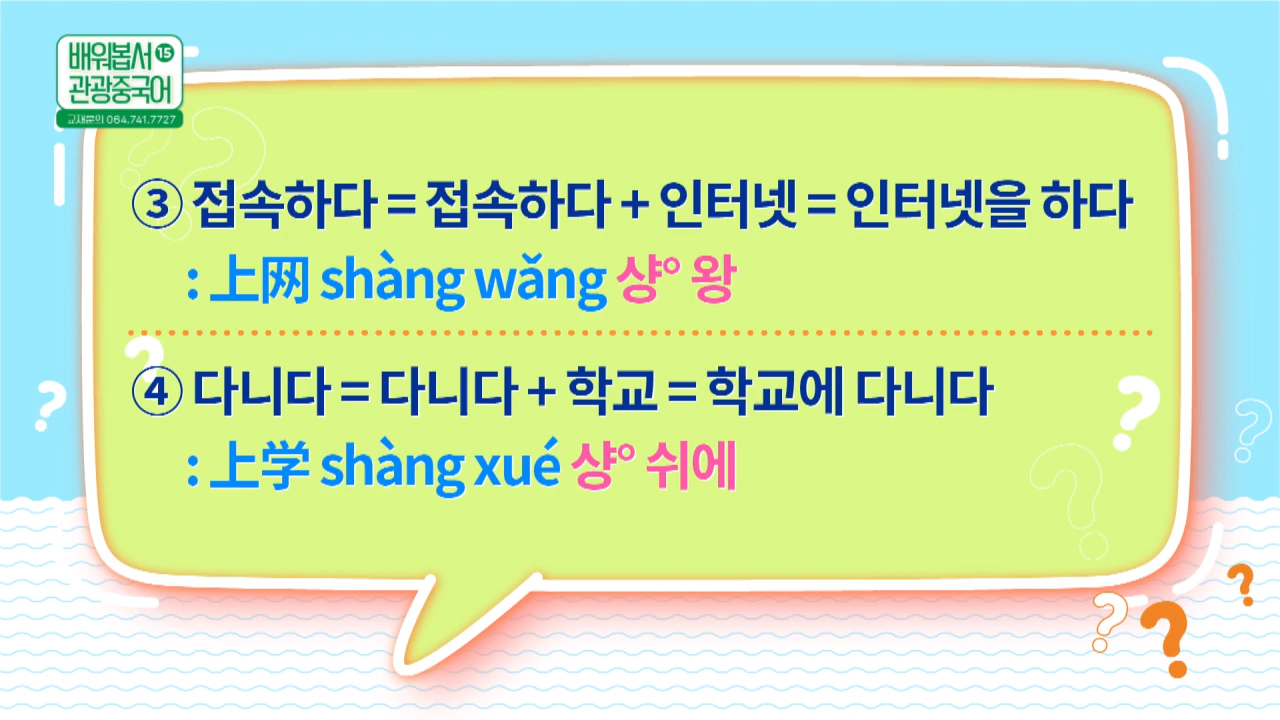 배워봅서 15
관광중국어
교재문의 064.741.7727
③ 접속하다 = 접속하다 + 인터넷 = 인터넷을 하다
: 上网 shàng wǎng 샹° 왕
④ 다니다 = 다니다 + 학교 = 학교에 다니다
: 上学 shàng xué 샹° 쉬에